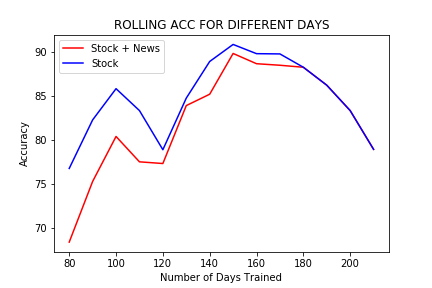 ROLLING ACC FOR DIFFERENT DAYS
Stock + News
Stock
90
85
80
75
70
Accuracy
80 100 120 140 160 180 200
Number of Days Trained